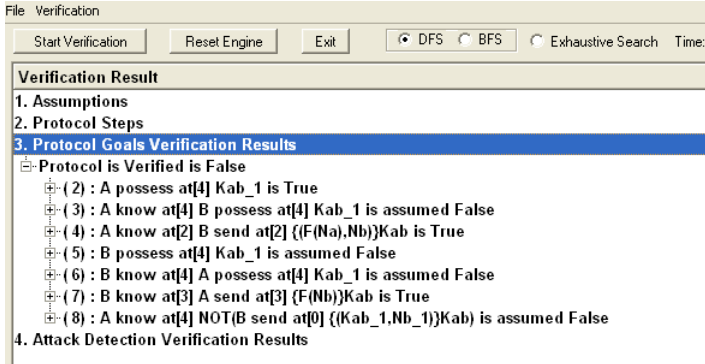 File Verification
Start Verification Reset Engine Exit DFS BFS Exhaustive Search Time:
Verification Result
1. Assumptions
2. Protocol Steps
3. Protocol Goals Verification Results
Protocol is Verified is False
( 2) : A possess at[4] Kab_1 is True
( 3) : A know at[4] B possess at[4] Kab_1 is assumed False
( 4) : A know at[2] B send at[2] {(F(Na),Nb)}Kab is True
( 5) : B possess at[4] Kab_1 is assumed False
( 6) : B know at[4] A possess at[4] Kab_1 is assumed False
( 7) : B know at[3] A send at[3] {F(Nb)}Kab is True
( 8) : A know at[4] NOT(B send at[0] {(Kab_1,Nb_1)}Kab) is assumed False
4. Attack Detection Verification Results